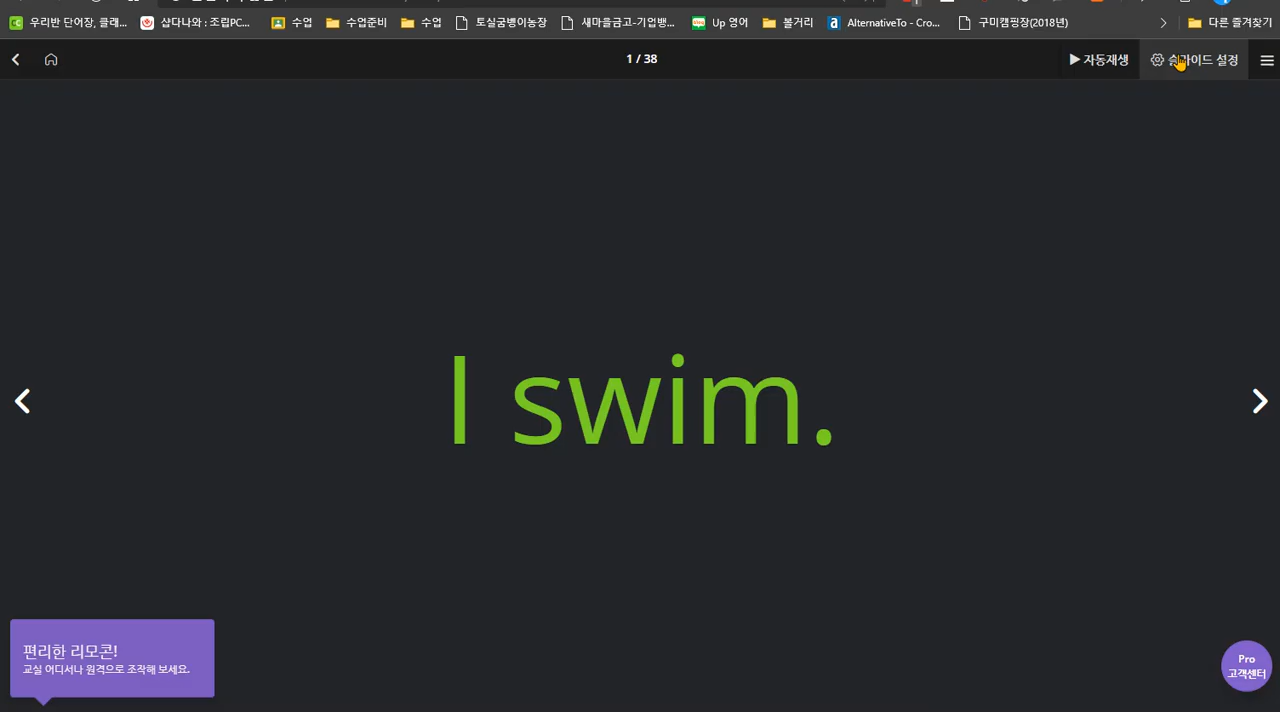 우리반 단어장, 클래... 샵다나와 : 조립PC... 수업 수업준비 수업 토실굼벵이농장 새마을금고-기업뱅... Up 영어 볼거리 AlternativeTo - Cro... 구미캠핑장(2018년) 다른 즐겨찾기
1 / 38 자동재생 슬라이드 설정
I swim.
편리한 리모콘!
교실 어디서나 원격으로 조작해 보세요.
Pro
고객센터